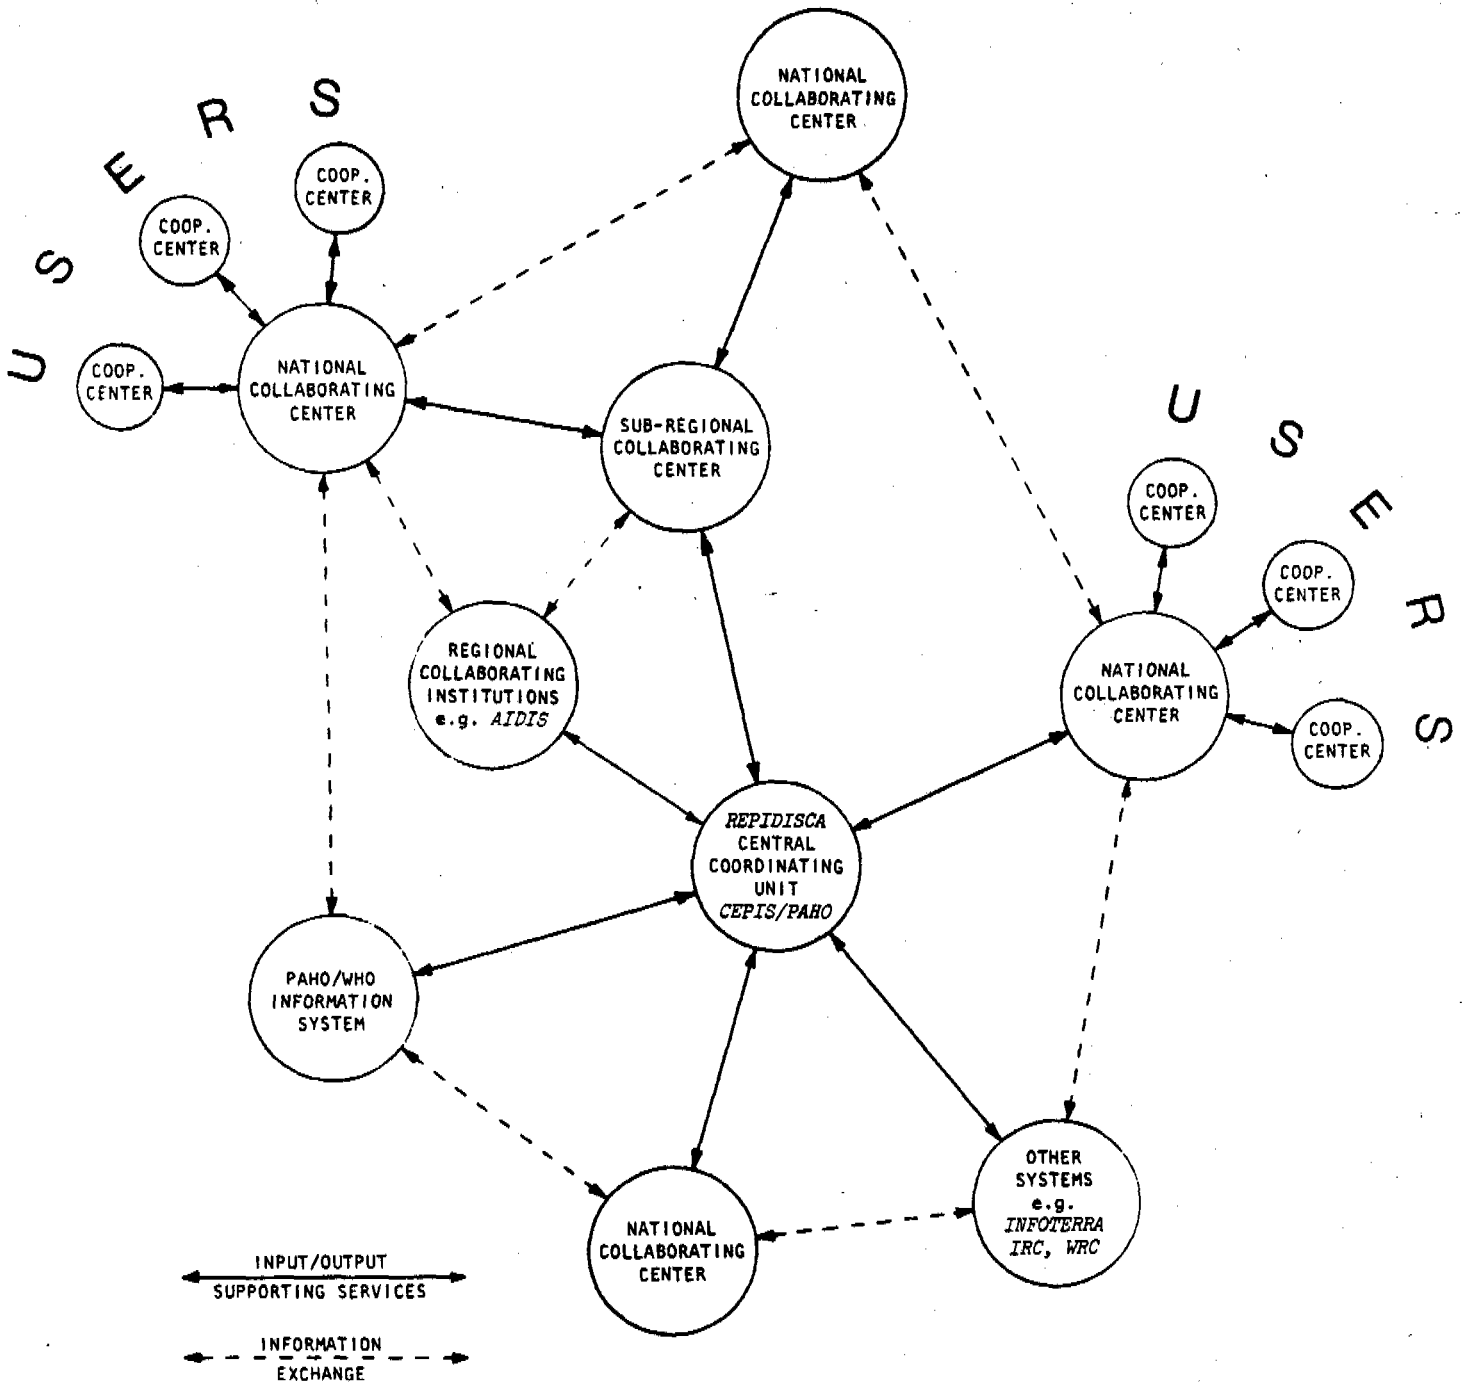 NATIONAL
COLLABORATING
CENTER
USERS
COOP.
CENTER
COOP.
CENTER
COOP.
CENTER
NATIONAL
COLLABORATING
CENTER
SUB-REGIONAL
COLLABORATING
CENTER
USERS
COOP.
CENTER
COOP.
CENTER
COOP.
CENTER
NATIONAL
COLLABORATING
CENTER
REGIONAL
COLLABORATING
INSTITUTIONS
e.g. AIDIS
REPIDISCA
CENTRAL
COORDINATING
UNIT
CEPIS/PAHO
PAHO/WHO
INFORMATION
SYSTEM
OTHER
SYSTEMS
e.g.
INFOTERRA
IRC, WRC
NATIONAL
COLLABORATING
CENTER
INPUT/OUTPUT
SUPPORTING SERVICES
INFORMATION
EXCHANGE